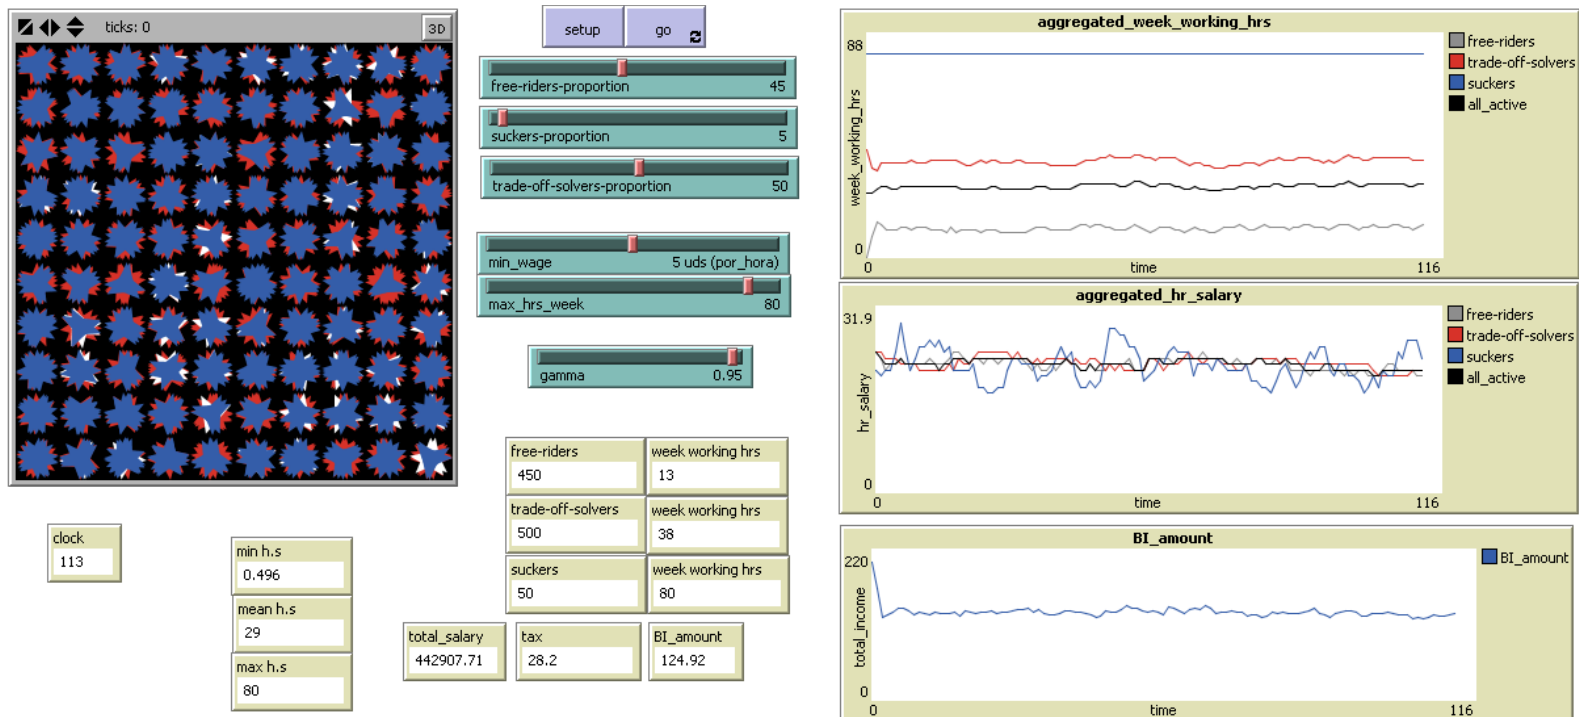 ticks: 0
3D
setup
go
free-riders-proportion 45
suckers-proportion 5
trade-off-solvers-proportion 50
min_wage 5 uds (por_hora)
max_hrs_week 80
gamma 0.95
free-riders
450
week working hrs
13
trade-off-solvers
500
week working hrs
38
suckers
50
week working hrs
80
clock
113
min h.s
0.496
mean h.s
29
max h.s
80
total_salary
442907.71
tax
28.2
BI_amount
124.92
aggregated_week_working_hrs
88
week_working_hrs
0
0
time
116
free-riders
trade-off-solvers
suckers
all_active
aggregated_hr_salary
31.9
hr_salary
0
0
time
116
free-riders
trade-off-solvers
suckers
all_active
BI_amount
220
total_income
0
0
time
116
BI_amount